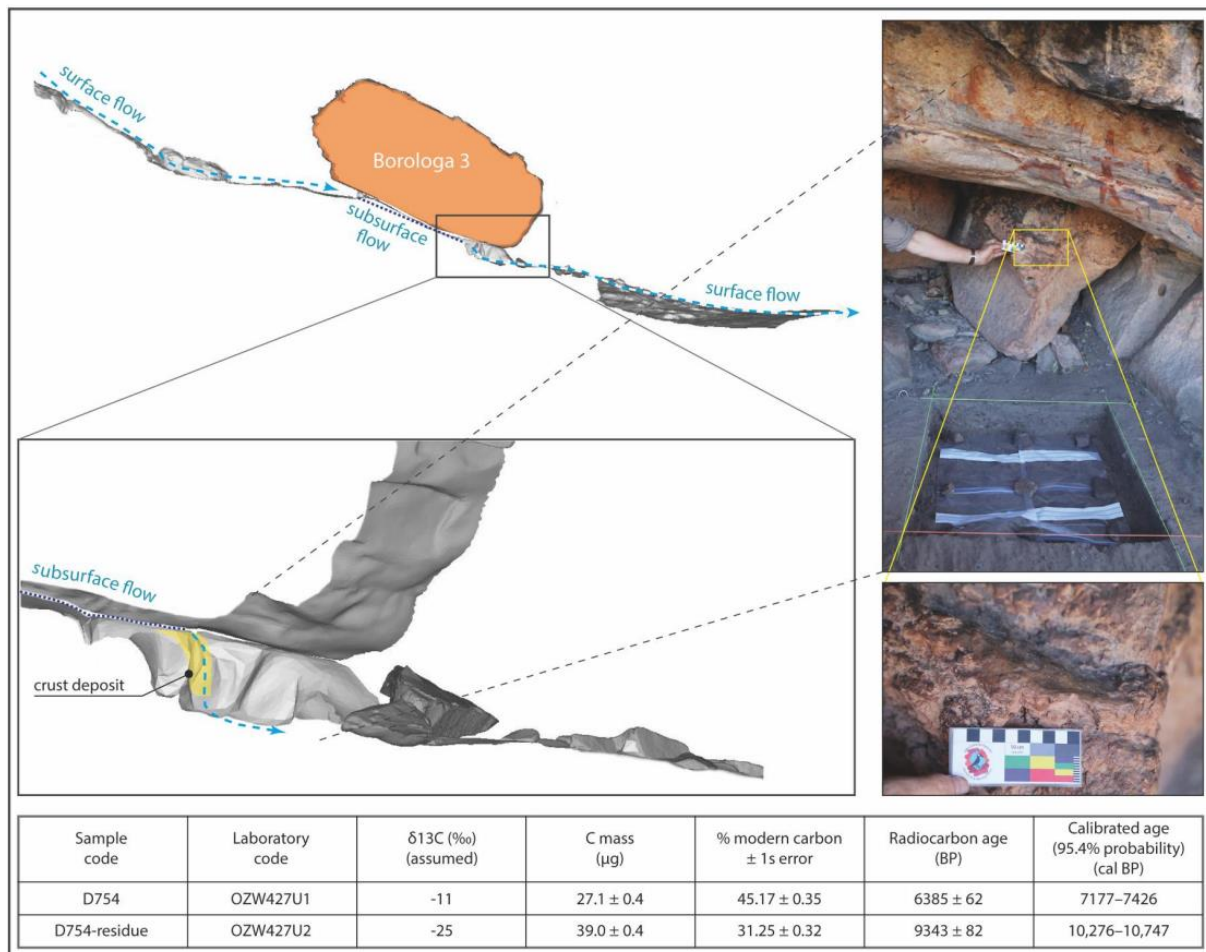 surface flow
Borologa 3
subsurface
flow
surface flow
subsurface flow
crust deposit
10 cm
Sample
code
Laboratory
code
δ13C (‰)
(assumed)
C mass
(μg)
% modern carbon
± 1s error
Radiocarbon age
(BP)
Calibrated age
(95.4% probability)
(cal BP)
D754
OZW427U1
-11
27.1 ± 0.4
45.17 ± 0.35
6385 ± 62
7177–7426
D754-residue
OZW427U2
-25
39.0 ± 0.4
31.25 ± 0.32
9343 ± 82
10,276–10,747